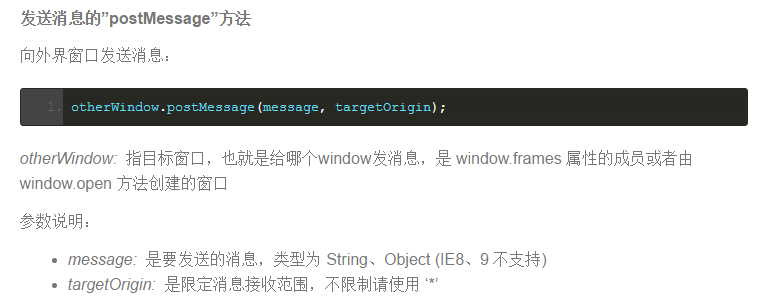 发送消息的”postMessage”方法
向外界窗口发送消息：
1. otherWindow.postMessage(message, targetOrigin);
otherWindow: 指目标窗口，也就是给哪个window发消息，是 window.frames 属性的成员或者由
window.open 方法创建的窗口
参数说明：
• message: 是要发送的消息，类型为 String、Object (IE8、9 不支持)
• targetOrigin: 是限定消息接收范围，不限制请使用 ‘*’